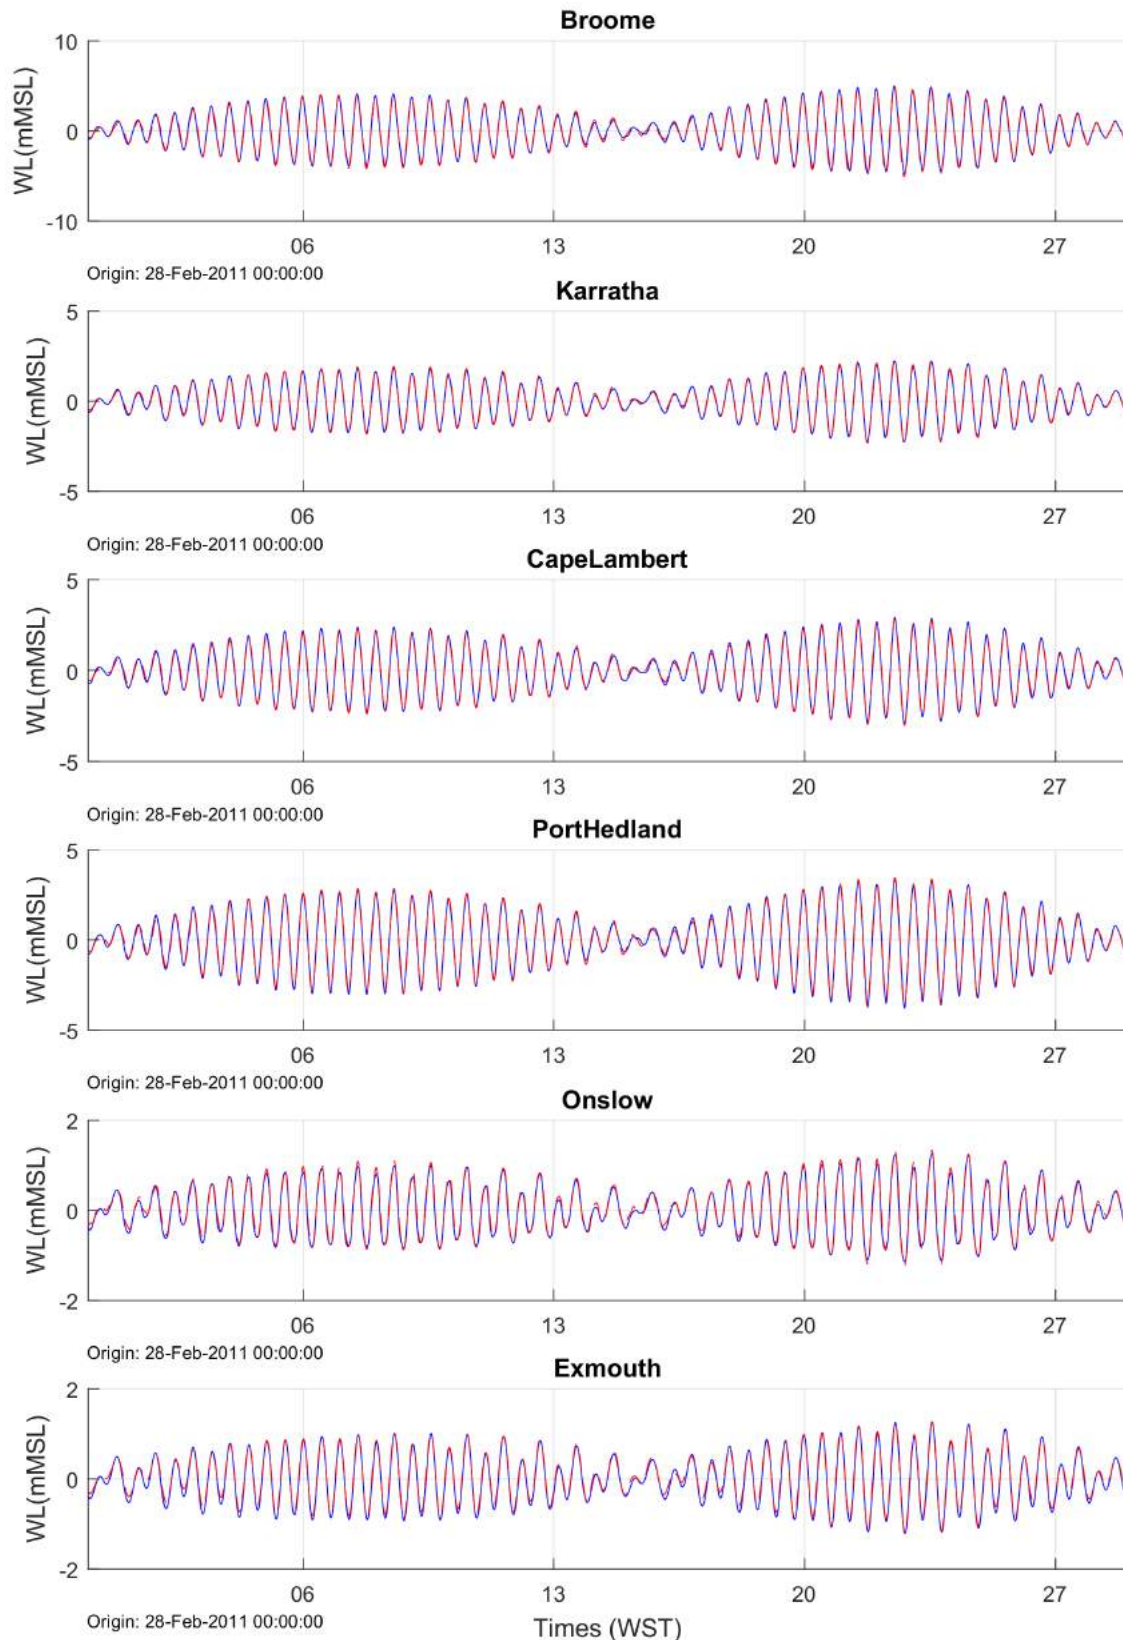 Broome
10
0
-10
WL(mMSL)
06 13 20 27
Origin: 28-Feb-2011 00:00:00
Karratha
5
0
-5
WL(mMSL)
06 13 20 27
Origin: 28-Feb-2011 00:00:00
CapeLambert
5
0
-5
WL(mMSL)
06 13 20 27
Origin: 28-Feb-2011 00:00:00
PortHedland
5
0
-5
WL(mMSL)
06 13 20 27
Origin: 28-Feb-2011 00:00:00
Onslow
2
0
-2
WL(mMSL)
06 13 20 27
Origin: 28-Feb-2011 00:00:00
Exmouth
2
0
-2
WL(mMSL)
06 13 20 27
Origin: 28-Feb-2011 00:00:00
Times (WST)